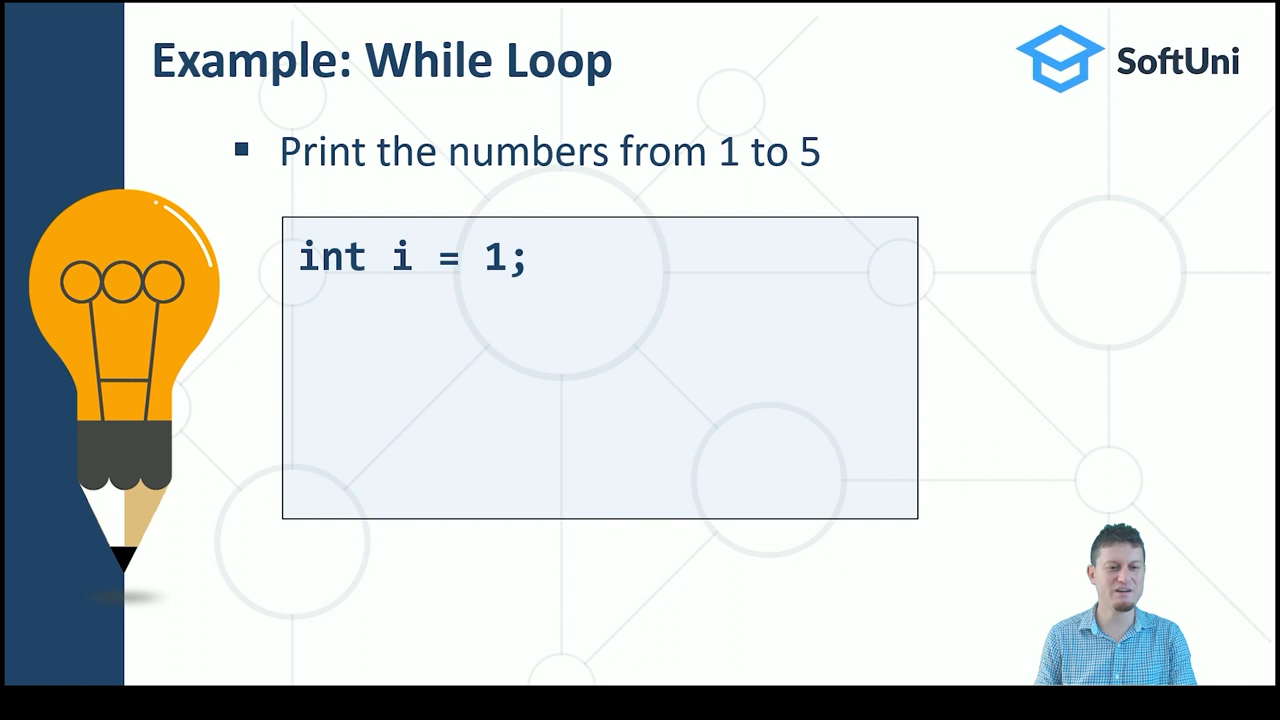 Example: While Loop
SoftUni
▪ Print the numbers from 1 to 5
int i = 1;